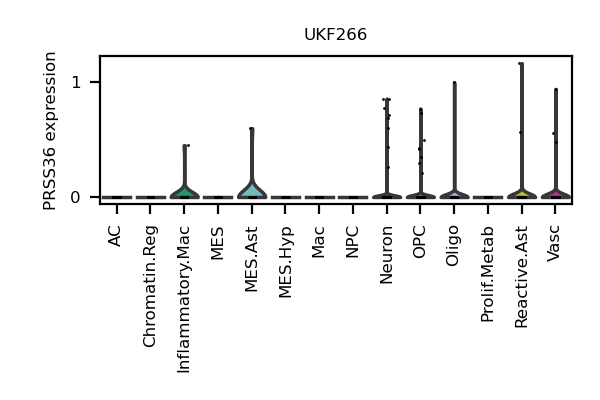 UKF266
PRSS36 expression
1
0
AC
Chromatin.Reg
Inflammatory.Mac
MES
MES.Ast
MES.Hyp
Mac
NPC
Neuron
OPC
Oligo
Prolif.Metab
Reactive.Ast
Vasc